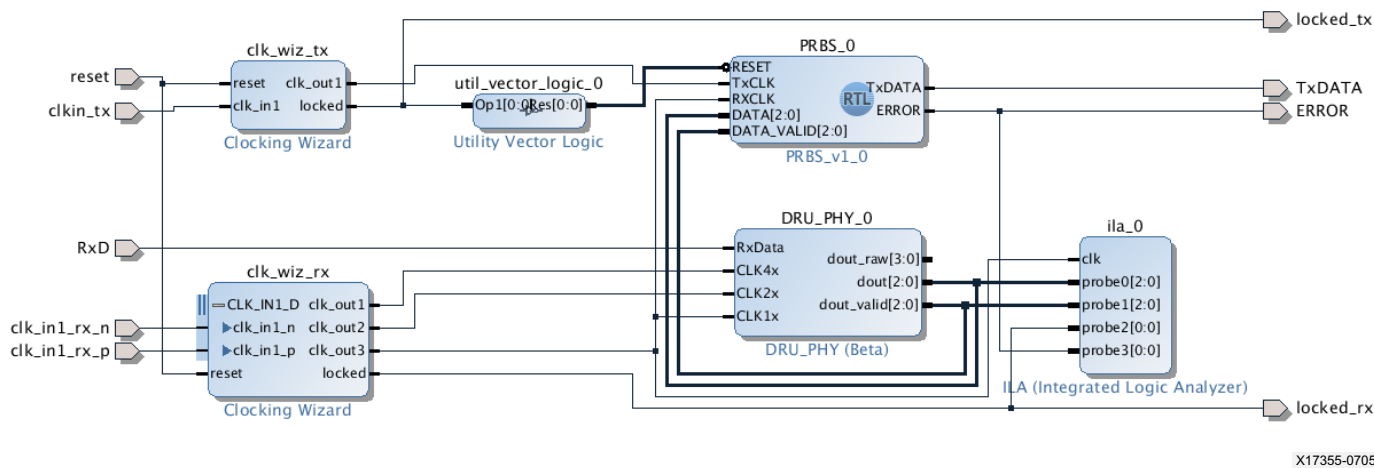 locked_tx
clk_wiz_tx
reset
clkin_tx
reset
clk_in1
clk_out1
locked
Clocking Wizard
util_vector_logic_0
Op1[0:0]
Res[0:0]
Utility Vector Logic
PRBS_0
RESET
TxCLK
RXCLK
DATA[2:0]
DATA_VALID[2:0]
RTL
TxDATA
ERROR
PRBS_v1_0
TxDATA
ERROR
RxD
clk_wiz_rx
CLK_IN1_D
clk_in1_n
clk_in1_p
reset
clk_out1
clk_out2
clk_out3
locked
Clocking Wizard
clk_in1_rx_n
clk_in1_rx_p
DRU_PHY_0
RxData
CLK4x
CLK2x
CLK1x
dout_raw[3:0]
dout[2:0]
dout_valid[2:0]
DRU_PHY (Beta)
ila_0
clk
probe0[2:0]
probe1[2:0]
probe2[0:0]
probe3[0:0]
ILA (Integrated Logic Analyzer)
locked_rx
X17355-0705